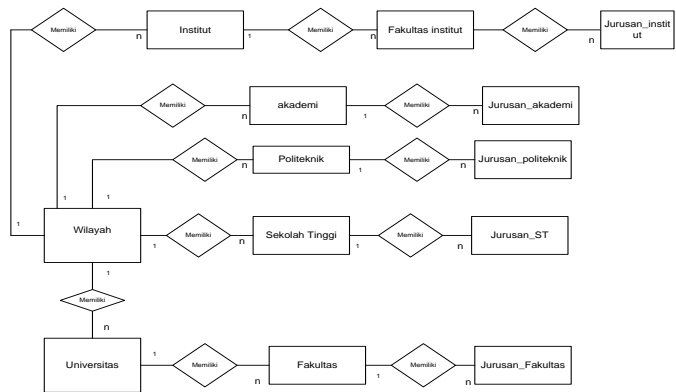 Memiliki
n
Institut
1
Memiliki
n
Fakultas institut
Memiliki
n
Jurusan_instit
ut
Memiliki
n
akademi
1
Memiliki
n
Jurusan_akademi
Memiliki
n
Politeknik
1
Memiliki
n
Jurusan_politeknik
1
1
1
Wilayah
1
Memiliki
n
Sekolah Tinggi
1
Memiliki
n
Jurusan_ST
1
Memiliki
n
Universitas
1
Memiliki
n
Fakultas
1
Memiliki
n
Jurusan_Fakultas